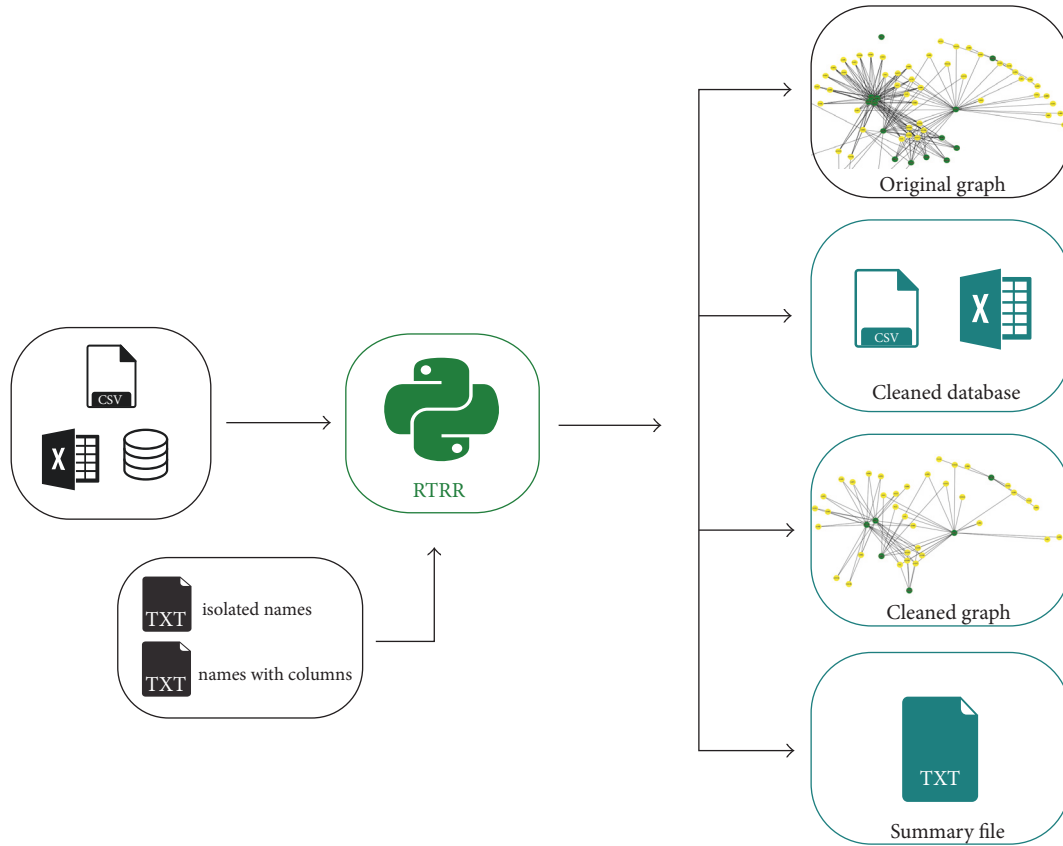 CSV
X
RTRR
TXT isolated names
TXT names with columns
Original graph
CSV
X
Cleaned database
Cleaned graph
TXT
Summary file